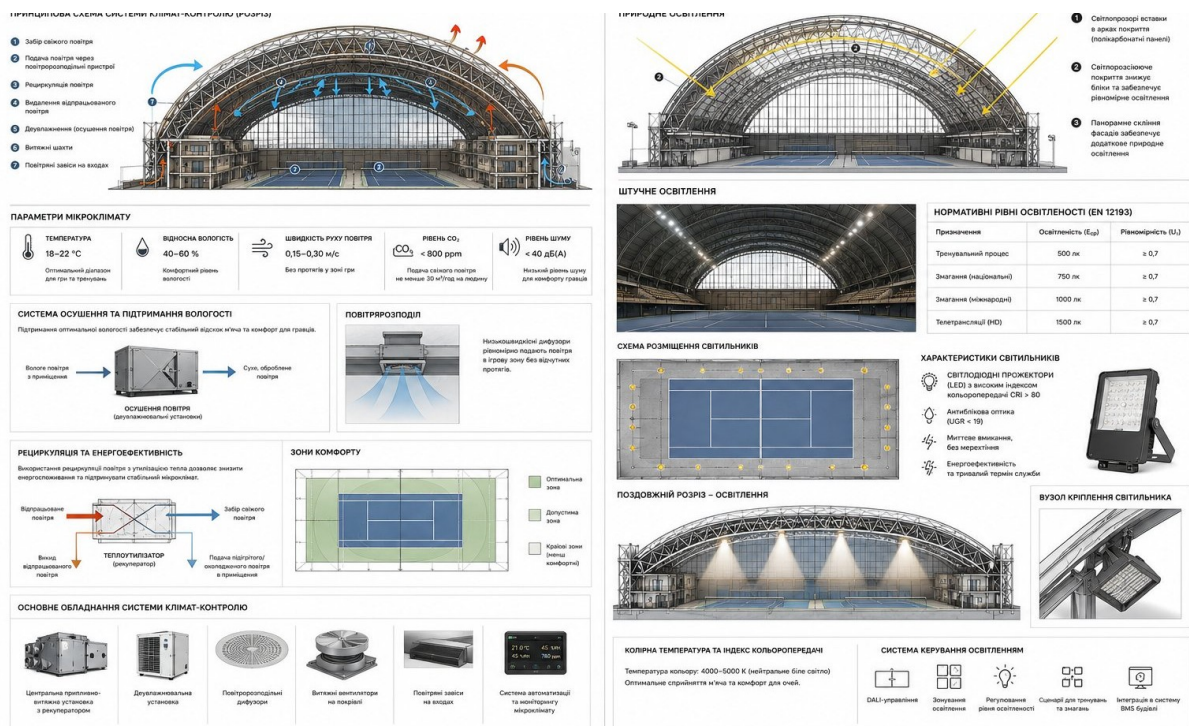 ПРИНЦИПОВА СХЕМА СИСТЕМИ КЛІМАТ-КОНТРОЛЮ (РОЗРІЗ)
1 Забір свіжого повітря
2 Подача повітря через
повітророзподільні пристрої
3 Рециркуляція повітря
4 Видалення відпрацьованого
повітря
5 Деувлажнення (осушення повітря)
6 Витяжні шахти
7 Повітряні завіси на входах
ПАРАМЕТРИ МІКРОКЛІМАТУ
ТЕМПЕРАТУРА
18–22 °C
Оптимальний діапазон
для гри та тренувань
ВІДНОСНА ВОЛОГІСТЬ
40–60 %
Комфортний рівень
вологості
ШВИДКІСТЬ РУХУ ПОВІТРЯ
0,15–0,30 м/с
Без протягів у зоні гри
CO₂
РІВЕНЬ CO₂
< 800 ppm
Подача свіжого повітря
не менше 30 м³/год на людину
РІВЕНЬ ШУМУ
< 40 дБ(А)
Низький рівень шуму
для комфорту гравців
СИСТЕМА ОСУШЕННЯ ТА ПІДТРИМАННЯ ВОЛОГОСТІ
Підтримання оптимальної вологості забезпечує стабільний відскок м'яча та комфорт для гравців.
Вологе повітря
з приміщення
Сухе, оброблене
повітря
ОСУШЕННЯ ПОВІТРЯ
(деувлажнювальні установки)
ПОВІТРЯРОЗПОДІЛ
Низькошвидкісні дифузори
рівномірно подають повітря
в ігрову зону без відчутних
протягів.
РЕЦИРКУЛЯЦІЯ ТА ЕНЕРГОЕФЕКТИВНІСТЬ
Використання рециркуляції повітря з утилізацією тепла дозволяє знизити
енергоспоживання та підтримувати стабільний мікроклімат.
Відпрацьоване
повітря
Забір свіжого
повітря
Викид
відпрацьованого
повітря
ТЕПЛОУТИЛІЗАТОР
(рекуператор)
Подача підігрітого/
охолодженого повітря
в приміщення
ЗОНИ КОМФОРТУ
Оптимальна
зона
Допустима
зона
Крайові зони
(менш
комфортні)
ОСНОВНЕ ОБЛАДНАННЯ СИСТЕМИ КЛІМАТ-КОНТРОЛЮ
Центральна припливно-
витяжна установка
з рекуператором
Деувлажнювальна
установка
Повітророзподільні
дифузори
Витяжні вентилятори
на покрівлі
Повітряні завіси
на входах
Система автоматизації
та моніторингу
мікроклімату
ПРИРОДНЕ ОСВІТЛЕННЯ
1 Світлопрозорі вставки
в арках покриття
(полікарбонатні панелі)
2 Світлорозсіююче
покриття знижує
бліки та забезпечує
рівномірне освітлення
3 Панорамне скління
фасадів забезпечує
додаткове природне
освітлення
ШТУЧНЕ ОСВІТЛЕННЯ
НОРМАТИВНІ РІВНІ ОСВІТЛЕНОСТІ (EN 12193)
Призначення Освітленість (Eср) Рівномірність (U₁)
Тренувальний процес 500 лк ≥ 0,7
Змагання (національні) 750 лк ≥ 0,7
Змагання (міжнародні) 1000 лк ≥ 0,7
Телетрансляції (HD) 1500 лк ≥ 0,7
СХЕМА РОЗМІЩЕННЯ СВІТИЛЬНИКІВ
ХАРАКТЕРИСТИКИ СВІТИЛЬНИКІВ
СВІТЛОДІОДНІ ПРОЖЕКТОРИ
(LED) з високим індексом
кольоропередачі CRI > 80
Антиблікова оптика
(UGR < 19)
Миттєве вмикання,
без мерехтіння
Енергоефективність
та тривалий термін служби
ПОЗДОВЖНІЙ РОЗРІЗ – ОСВІТЛЕННЯ
ВУЗОЛ КРІПЛЕННЯ СВІТИЛЬНИКА
КОЛІРНА ТЕМПЕРАТУРА ТА ІНДЕКС КОЛЬОРОПЕРЕДАЧІ
Температура кольору: 4000–5000 K (нейтральне біле світло)
Оптимальне сприйняття м'яча та комфорт для очей.
СИСТЕМА КЕРУВАННЯ ОСВІТЛЕННЯМ
DALI-управління
Зонування
освітлення
Регулювання
рівня освітленості
Сценарії для тренувань
та змагань
Інтеграція в систему
BMS будівлі